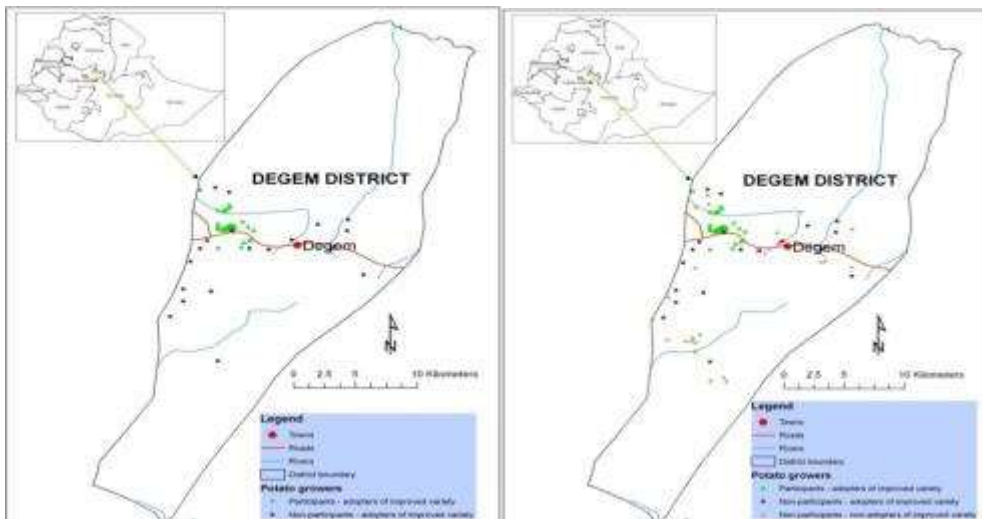 DEGEM DISTRICT
Degem
N
0 2.5 5 10 Kilometers
Legend
Towns
Roads
Rivers
District boundary
Potato growers
Participants - adopters of improved variety
Non-participants - adopters of improved variety
DEGEM DISTRICT
Degem
N
0 2.5 5 10 Kilometers
Legend
Towns
Roads
Rivers
District boundary
Potato growers
Participants - adopters of improved variety
Non-participants - adopters of improved variety
Non-participants - non-adopters of improved variety